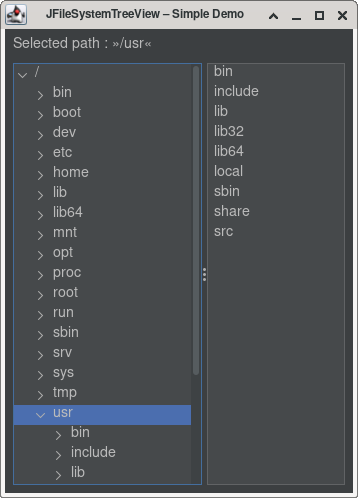 JFileSystemTreeView – Simple Demo
Selected path : »/usr«
/
bin
boot
dev
etc
home
lib
lib64
mnt
opt
proc
root
run
sbin
srv
sys
tmp
usr
bin
include
lib
bin
include
lib
lib32
lib64
local
sbin
share
src